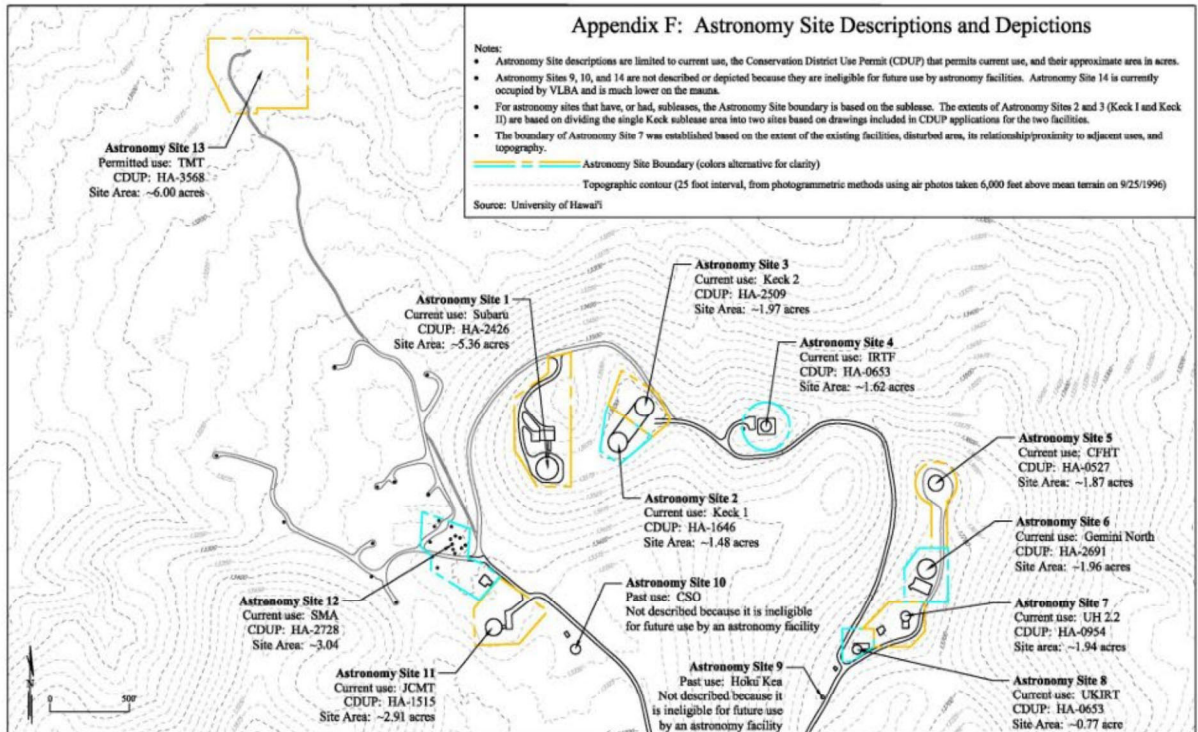 Appendix F: Astronomy Site Descriptions and Depictions
Notes:
• Astronomy Site descriptions are limited to current use, the Conservation District Use Permit (CDUP) that permits current use, and their approximate area in acres.
• Astronomy Sites 9, 10, and 14 are not described or depicted because they are ineligible for future use by astronomy facilities. Astronomy Site 14 is currently
occupied by VLBA and is much lower on the mauna.
• For astronomy sites that have, or had, subleases, the Astronomy Site boundary is based on the sublease. The extents of Astronomy Sites 2 and 3 (Keck I and Keck
II) are based on dividing the single Keck sublease area into two sites based on drawings included in CDUP applications for the two facilities.
• The boundary of Astronomy Site 7 was established based on the extent of the existing facilities, disturbed area, its relationship/proximity to adjacent uses, and
topography.
Astronomy Site Boundary (colors alternative for clarity)
Topographic contour (25 foot interval, from photogrammetric methods using air photos taken 6,000 feet above mean terrain on 9/25/1996)
Source: University of Hawai'i
Astronomy Site 13
Permitted use: TMT
CDUP: HA-3568
Site Area: ~6.00 acres
Astronomy Site 1
Current use: Subaru
CDUP: HA-2426
Site Area: ~5.36 acres
Astronomy Site 3
Current use: Keck 2
CDUP: HA-2509
Site Area: ~1.97 acres
Astronomy Site 4
Current use: IRTF
CDUP: HA-0653
Site Area: ~1.62 acres
Astronomy Site 5
Current use: CFHT
CDUP: HA-0527
Site Area: ~1.87 acres
Astronomy Site 2
Current use: Keck 1
CDUP: HA-1646
Site Area: ~1.48 acres
Astronomy Site 6
Current use: Gemini North
CDUP: HA-2691
Site Area: ~1.96 acres
Astronomy Site 10
Past use: CSO
Not described because it is ineligible
for future use by an astronomy facility
Astronomy Site 12
Current use: SMA
CDUP: HA-2728
Site Area: ~3.04
Astronomy Site 7
Current use: UH 2.2
CDUP: HA-0954
Site area: ~1.94 acres
Astronomy Site 11
Current use: JCMT
CDUP: HA-1515
Site Area: ~2.91 acres
Astronomy Site 9
Past use: Hoku Kea
Not described because it
is ineligible for future use
by an astronomy facility
Astronomy Site 8
Current use: UKIRT
CDUP: HA-0653
Site Area: ~0.77 acre
N
0
500'